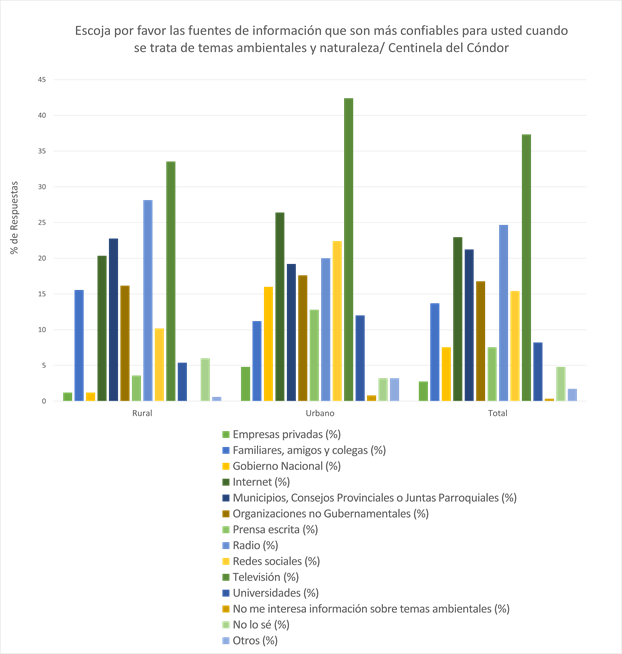 Escoja por favor las fuentes de información que son más confiables para usted cuando
se trata de temas ambientales y naturaleza/ Centinela del Cóndor
% de Respuestas
45
40
35
30
25
20
15
10
5
0
Rural Urbano Total
Empresas privadas (%)
Familiares, amigos y colegas (%)
Gobierno Nacional (%)
Internet (%)
Municipios, Consejos Provinciales o Juntas Parroquiales (%)
Organizaciones no Gubernamentales (%)
Prensa escrita (%)
Radio (%)
Redes sociales (%)
Televisión (%)
Universidades (%)
No me interesa información sobre temas ambientales (%)
No lo sé (%)
Otros (%)